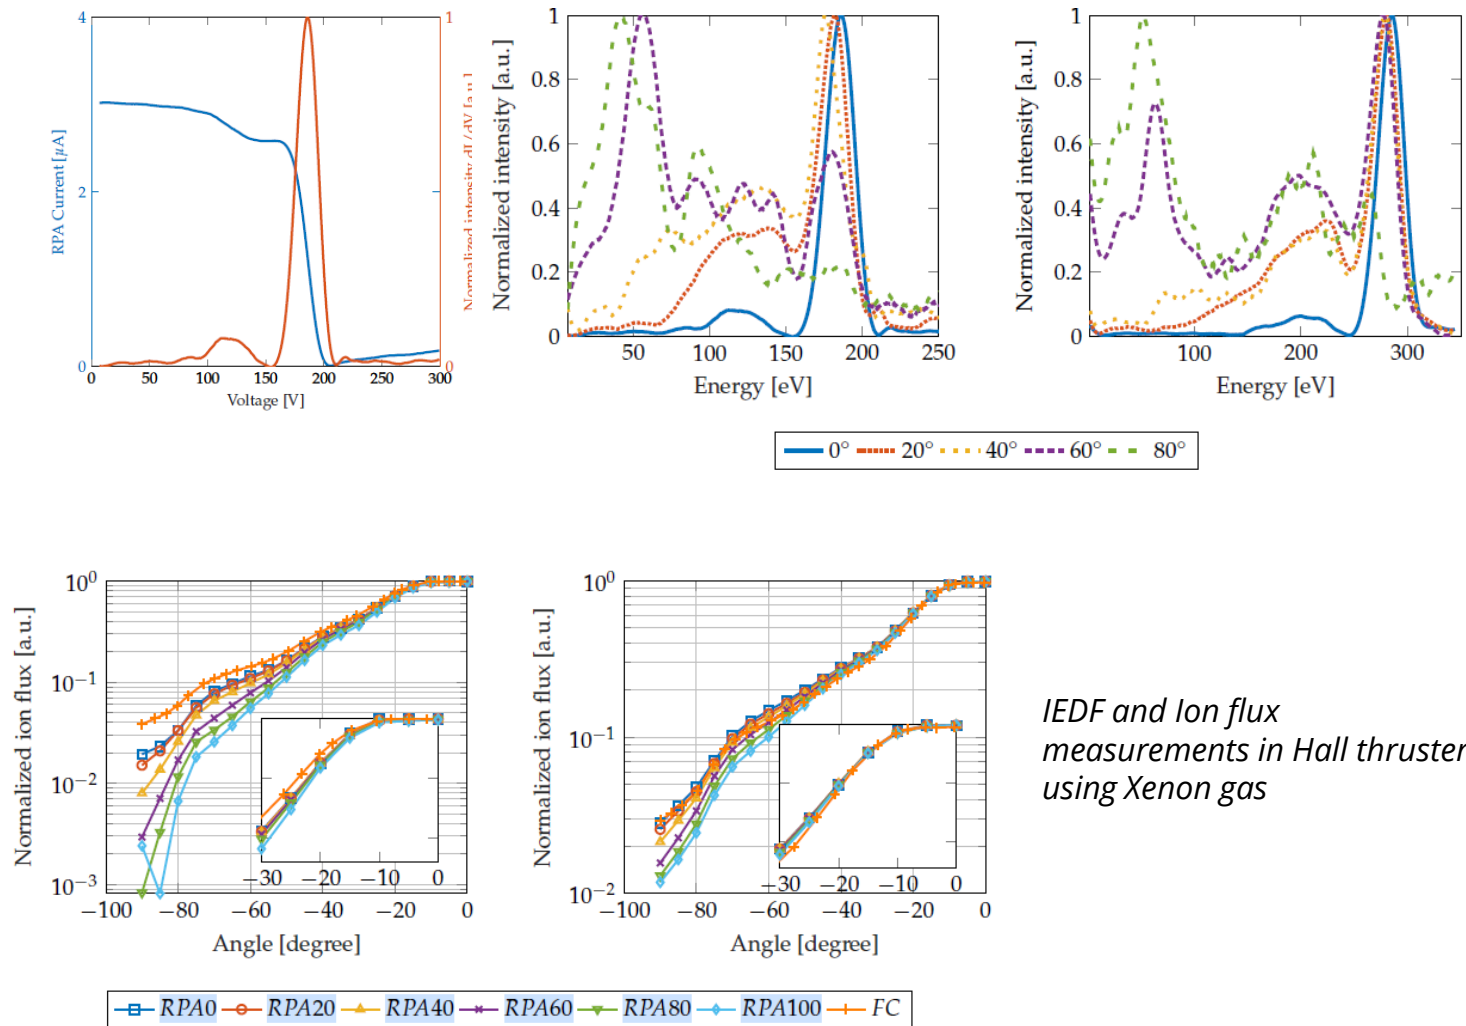 4
2
0
RPA Current [µA]
0 50 100 150 200 250 300
Voltage [V]
1
0
Normalized intensity dI/dV [a.u.]
1
0.8
0.6
0.4
0.2
0
Normalized intensity [a.u.]
50 100 150 200 250
Energy [eV]
1
0.8
0.6
0.4
0.2
0
Normalized intensity [a.u.]
100 200 300
Energy [eV]
0° 20° 40° 60° 80°
10⁰
10⁻¹
10⁻²
10⁻³
Normalized ion flux [a.u.]
−30 −20 −10 0
−100 −80 −60 −40 −20 0
Angle [degree]
10⁰
10⁻¹
10⁻²
Normalized ion flux [a.u.]
−30 −20 −10 0
−100 −80 −60 −40 −20 0
Angle [degree]
IEDF and Ion flux
measurements in Hall thruster
using Xenon gas
RPA0 RPA20 RPA40 RPA60 RPA80 RPA100 FC